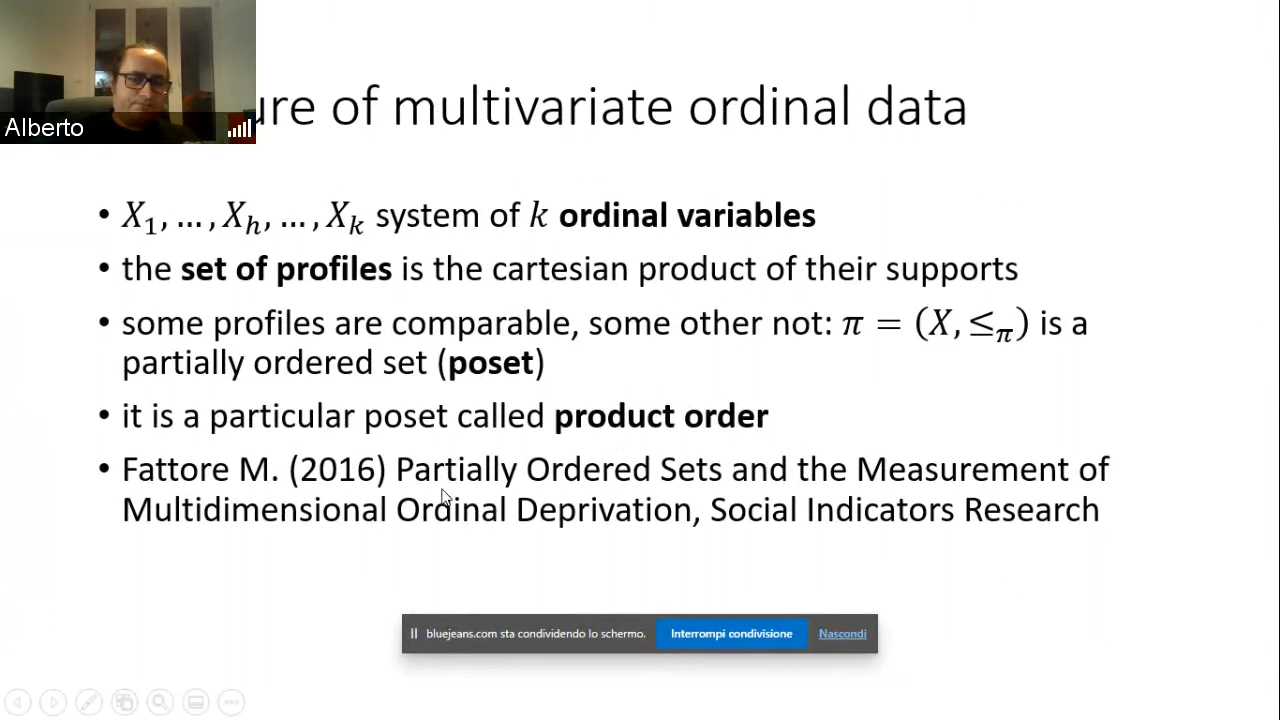 Alberto
ure of multivariate ordinal data
• X₁, … , Xₕ, … , Xₖ system of k ordinal variables
• the set of profiles is the cartesian product of their supports
• some profiles are comparable, some other not: π = (X, ≤π) is a
partially ordered set (poset)
• it is a particular poset called product order
• Fattore M. (2016) Partially Ordered Sets and the Measurement of
Multidimensional Ordinal Deprivation, Social Indicators Research
bluejeans.com sta condividendo lo schermo. Interrompi condivisione Nascondi